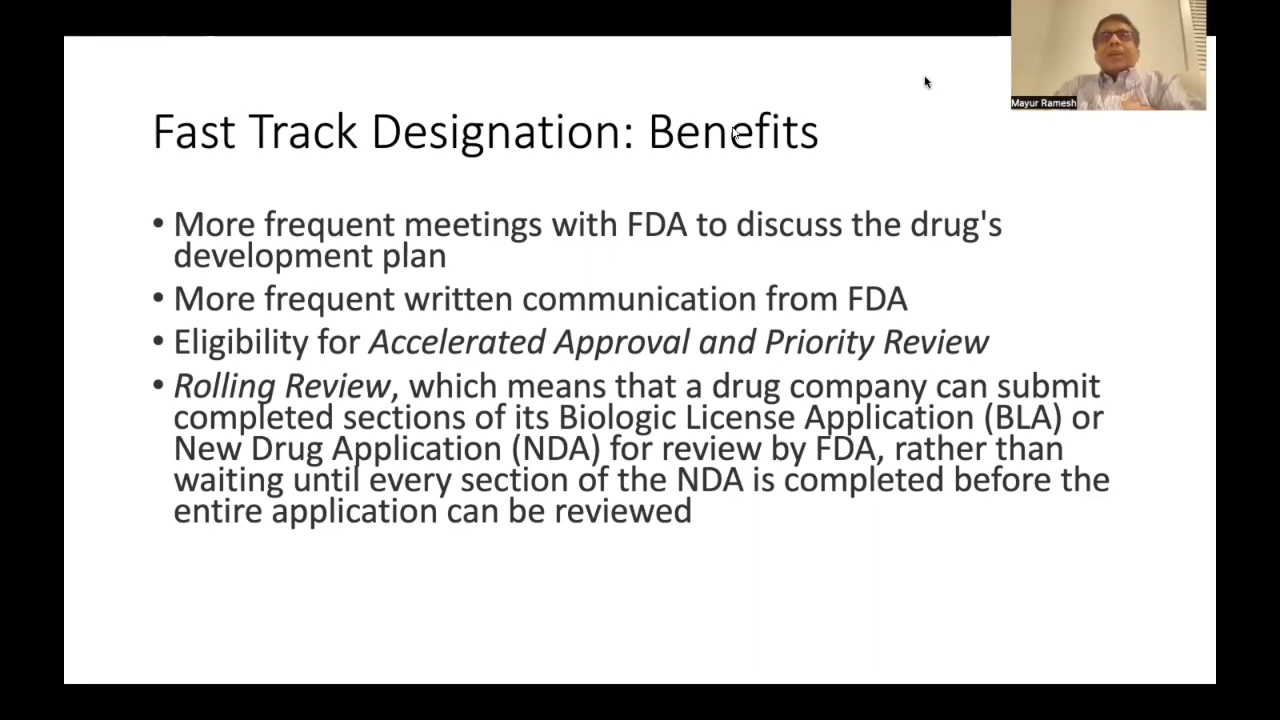 Mayur Ramesh
Fast Track Designation: Benefits
• More frequent meetings with FDA to discuss the drug's
development plan
• More frequent written communication from FDA
• Eligibility for Accelerated Approval and Priority Review
• Rolling Review, which means that a drug company can submit
completed sections of its Biologic License Application (BLA) or
New Drug Application (NDA) for review by FDA, rather than
waiting until every section of the NDA is completed before the
entire application can be reviewed